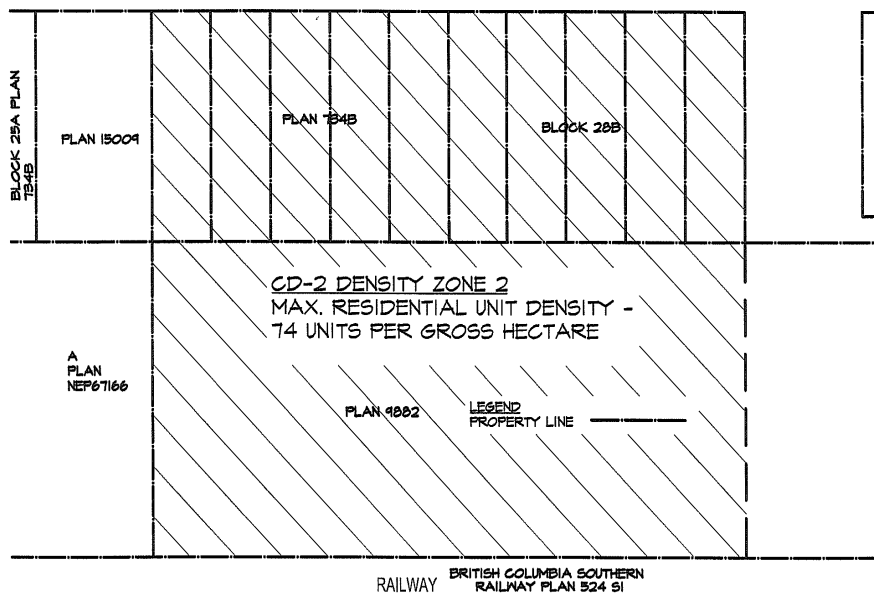 BLOCK 25A PLAN
734B
PLAN 15009
PLAN 734B
BLOCK 28B
CD-2 DENSITY ZONE 2
MAX. RESIDENTIAL UNIT DENSITY -
74 UNITS PER GROSS HECTARE
A
PLAN
NEP67166
PLAN 9882
LEGEND
PROPERTY LINE
RAILWAY
BRITISH COLUMBIA SOUTHERN
RAILWAY PLAN 524 SI